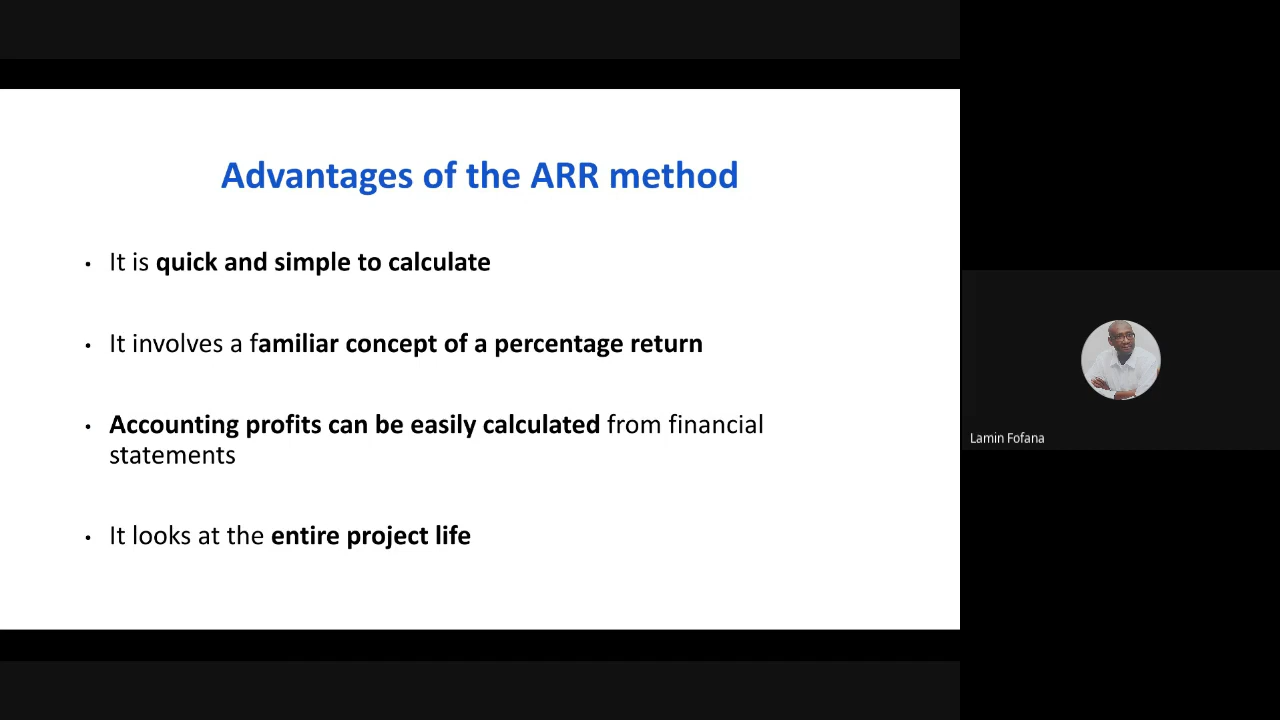 Advantages of the ARR method
• It is quick and simple to calculate
• It involves a familiar concept of a percentage return
• Accounting profits can be easily calculated from financial
statements
• It looks at the entire project life
Lamin Fofana